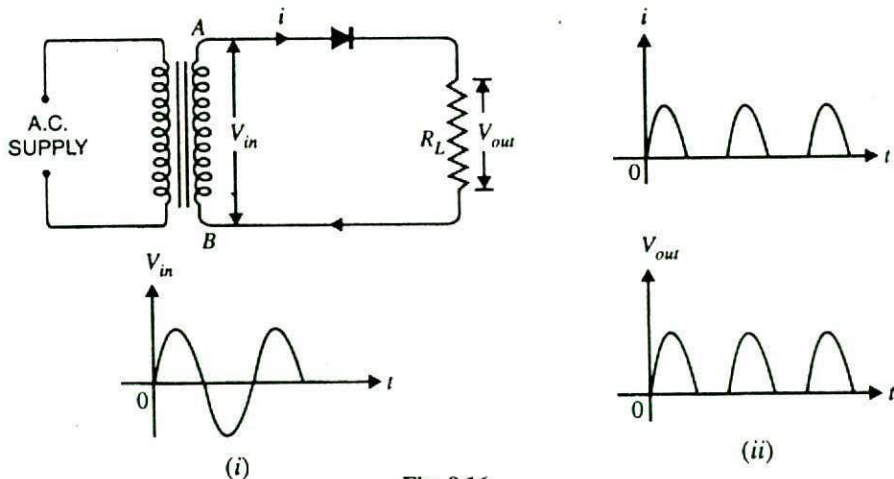 A
i
A.C.
SUPPLY
V_in
R_L
V_out
B
V_in
0
t
(i)
i
0
t
V_out
0
t
(ii)